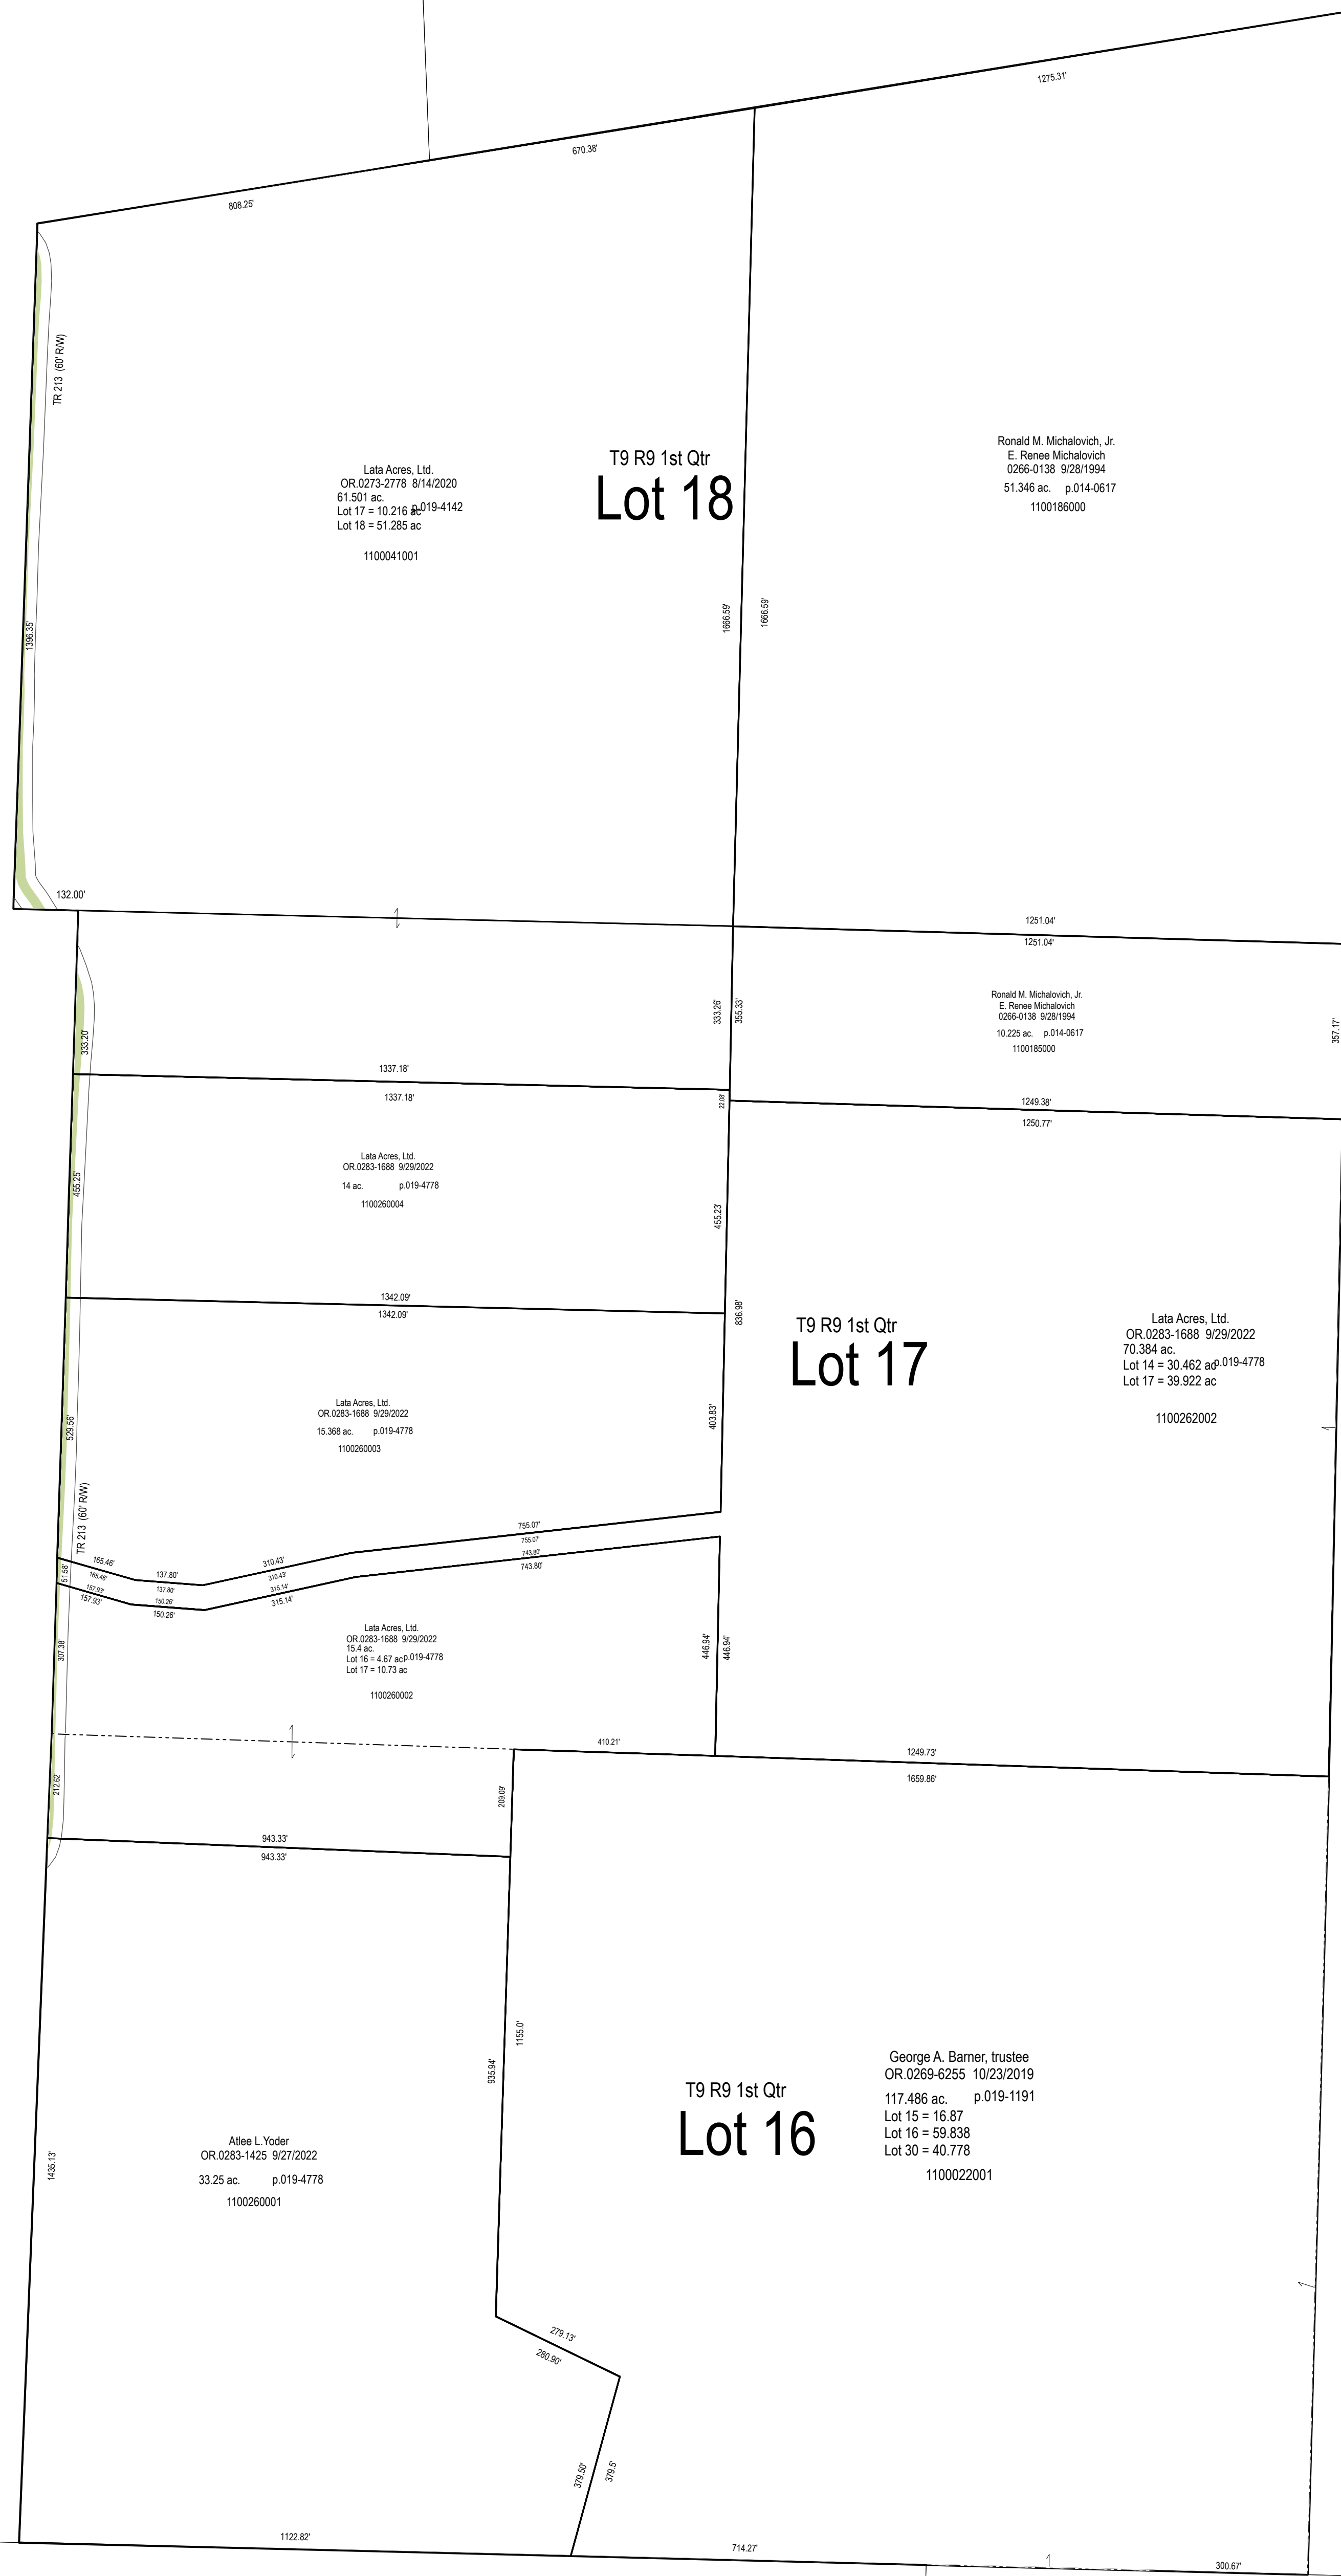 1275.31'
670.38'
808.25'
TR 213 (60' R/W)
Lata Acres, Ltd.
OR.0273-2778 8/14/2020
61.501 ac.
Lot 17 = 10.216 ac p.019-4142
Lot 18 = 51.285 ac
1100041001
T9 R9 1st Qtr
Lot 18
Ronald M. Michalovich, Jr.
E. Renee Michalovich
0266-0138 9/28/1994
51.346 ac. p.014-0617
1100186000
1396.35'
1666.59'
1666.59'
132.00'
1251.04'
1251.04'
Ronald M. Michalovich, Jr.
E. Renee Michalovich
0266-0138 9/28/1994
10.225 ac. p.014-0617
1100185000
333.20'
333.26'
355.33'
357.17'
1337.18'
1337.18'
22.08'
1249.38'
1250.77'
Lata Acres, Ltd.
OR.0283-1688 9/29/2022
14 ac. p.019-4778
1100260004
455.25'
455.23'
1342.09'
1342.09'
836.98'
T9 R9 1st Qtr
Lot 17
Lata Acres, Ltd.
OR.0283-1688 9/29/2022
70.384 ac.
Lot 14 = 30.462 ac p.019-4778
Lot 17 = 39.922 ac
1100262002
Lata Acres, Ltd.
OR.0283-1688 9/29/2022
15.368 ac. p.019-4778
1100260003
529.56'
403.83'
TR 213 (60' R/W)
755.07'
755.07'
743.80'
743.80'
165.46'
165.46'
157.93'
157.93'
137.80'
137.80'
150.26'
150.26'
310.43'
310.43'
315.14'
315.14'
51.58'
Lata Acres, Ltd.
OR.0283-1688 9/29/2022
15.4 ac.
Lot 16 = 4.67 ac p.019-4778
Lot 17 = 10.73 ac
1100260002
307.38'
446.94'
446.94'
410.21'
1249.73'
1659.86'
212.62'
209.09'
943.33'
943.33'
1155.0'
935.94'
T9 R9 1st Qtr
Lot 16
George A. Barner, trustee
OR.0269-6255 10/23/2019
117.486 ac. p.019-1191
Lot 15 = 16.87
Lot 16 = 59.838
Lot 30 = 40.778
1100022001
Atlee L.Yoder
OR.0283-1425 9/27/2022
33.25 ac. p.019-4778
1100260001
1435.13'
279.13'
280.90'
379.50'
379.5'
1122.82'
714.27'
300.67'